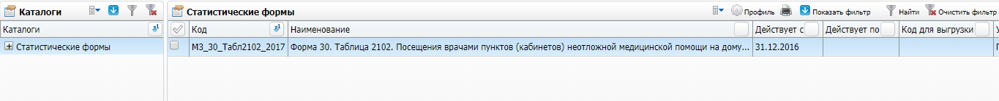 Каталоги
Каталоги
Статистические формы
Статистические формы Профиль Показать фильтр Найти Очистить фильтр
Код Наименование Действует с Действует по Код для выгрузки
МЗ_30_Табл2102_2017 Форма 30. Таблица 2102. Посещения врачами пунктов (кабинетов) неотложной медицинской помощи на дому... 31.12.2016